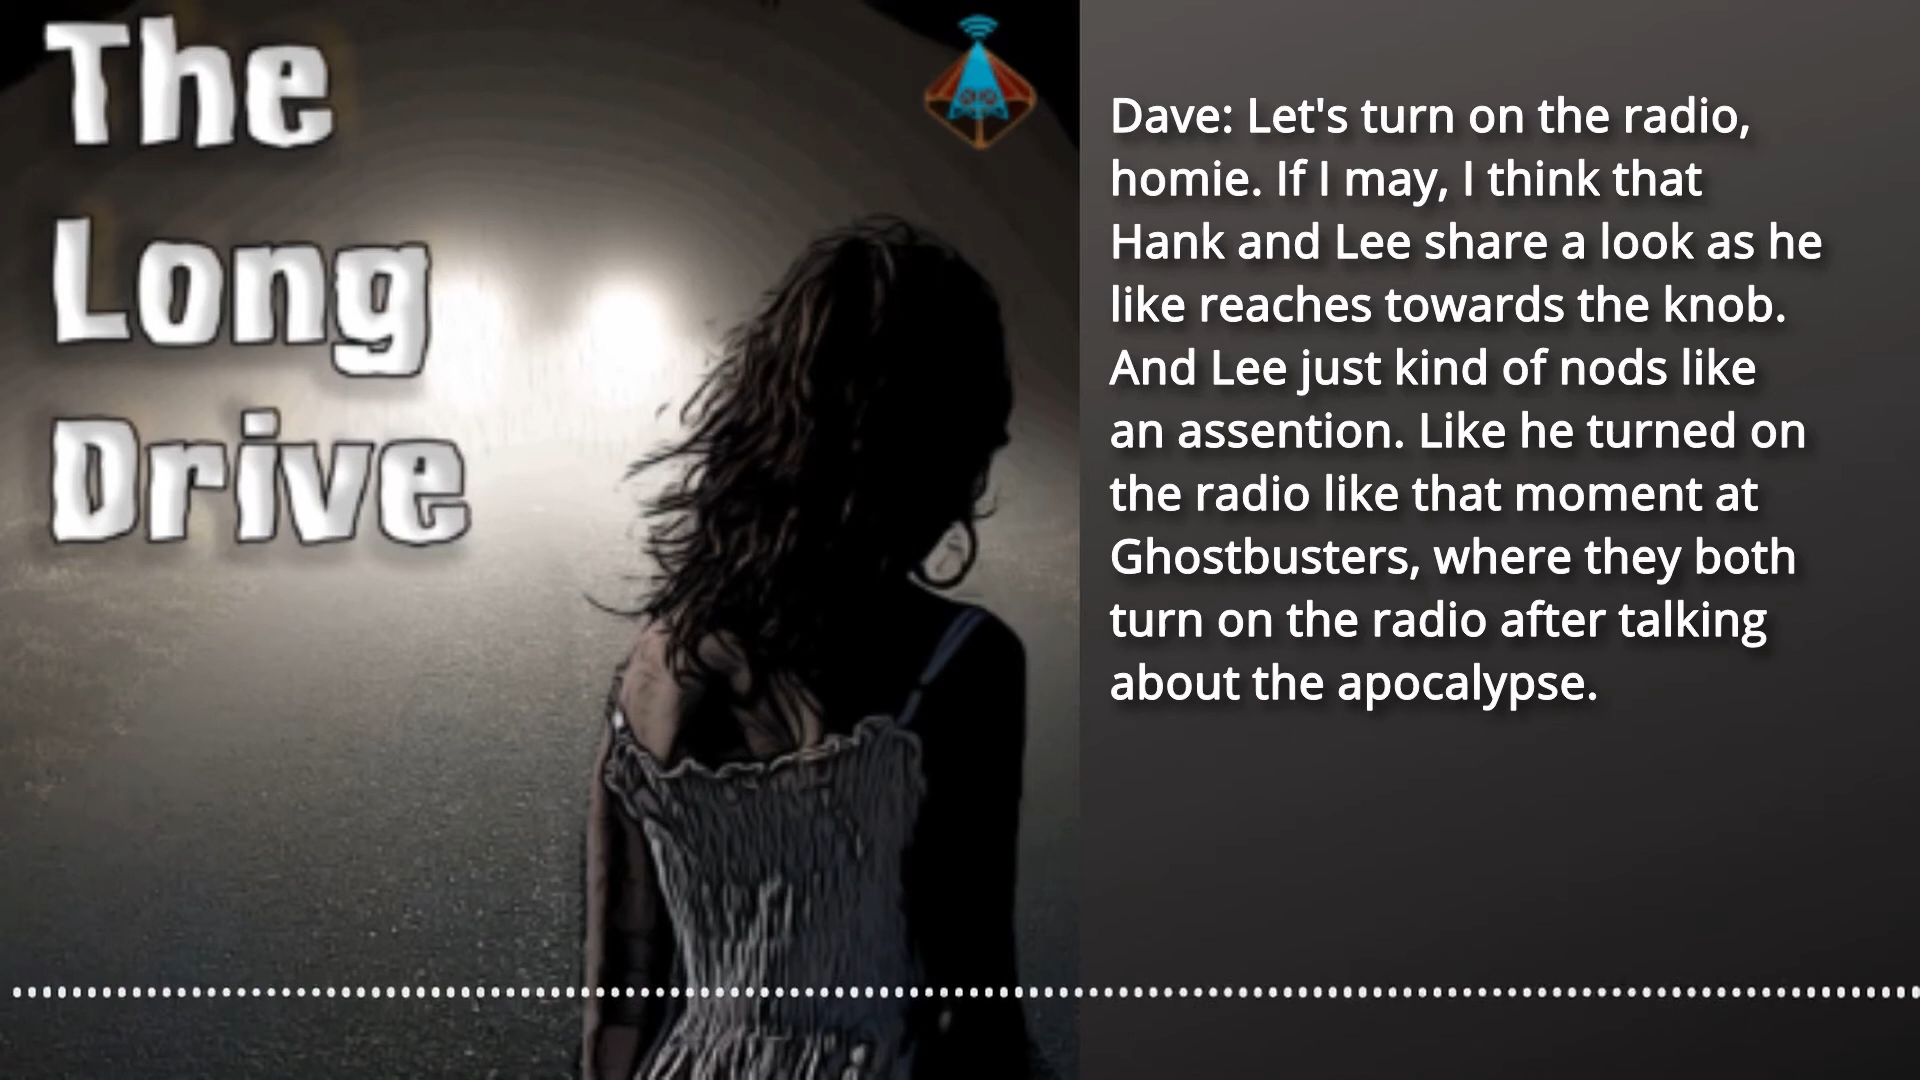 The
Long
Drive
Dave: Let's turn on the radio,
homie. If I may, I think that
Hank and Lee share a look as he
like reaches towards the knob.
And Lee just kind of nods like
an assention. Like he turned on
the radio like that moment at
Ghostbusters, where they both
turn on the radio after talking
about the apocalypse.